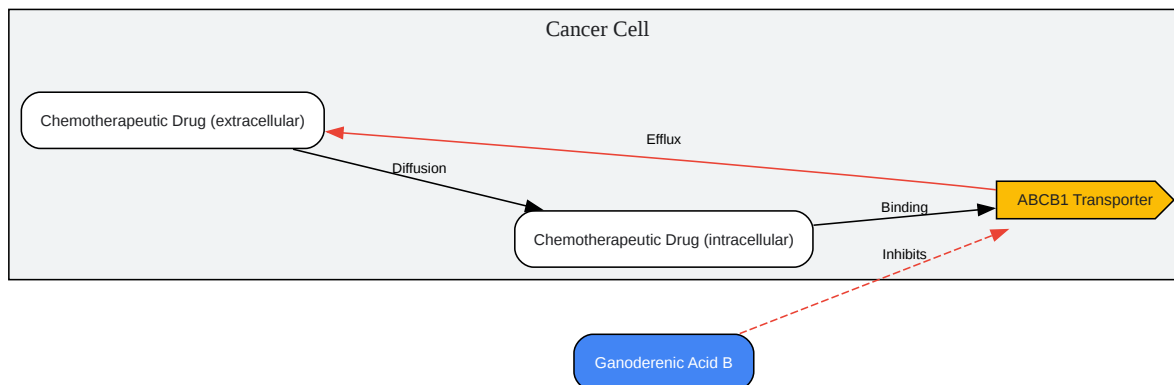 Cancer Cell
Chemotherapeutic Drug (extracellular)
Efflux
Diffusion
ABCB1 Transporter
Binding
Chemotherapeutic Drug (intracellular)
Inhibits
Ganoderenic Acid B